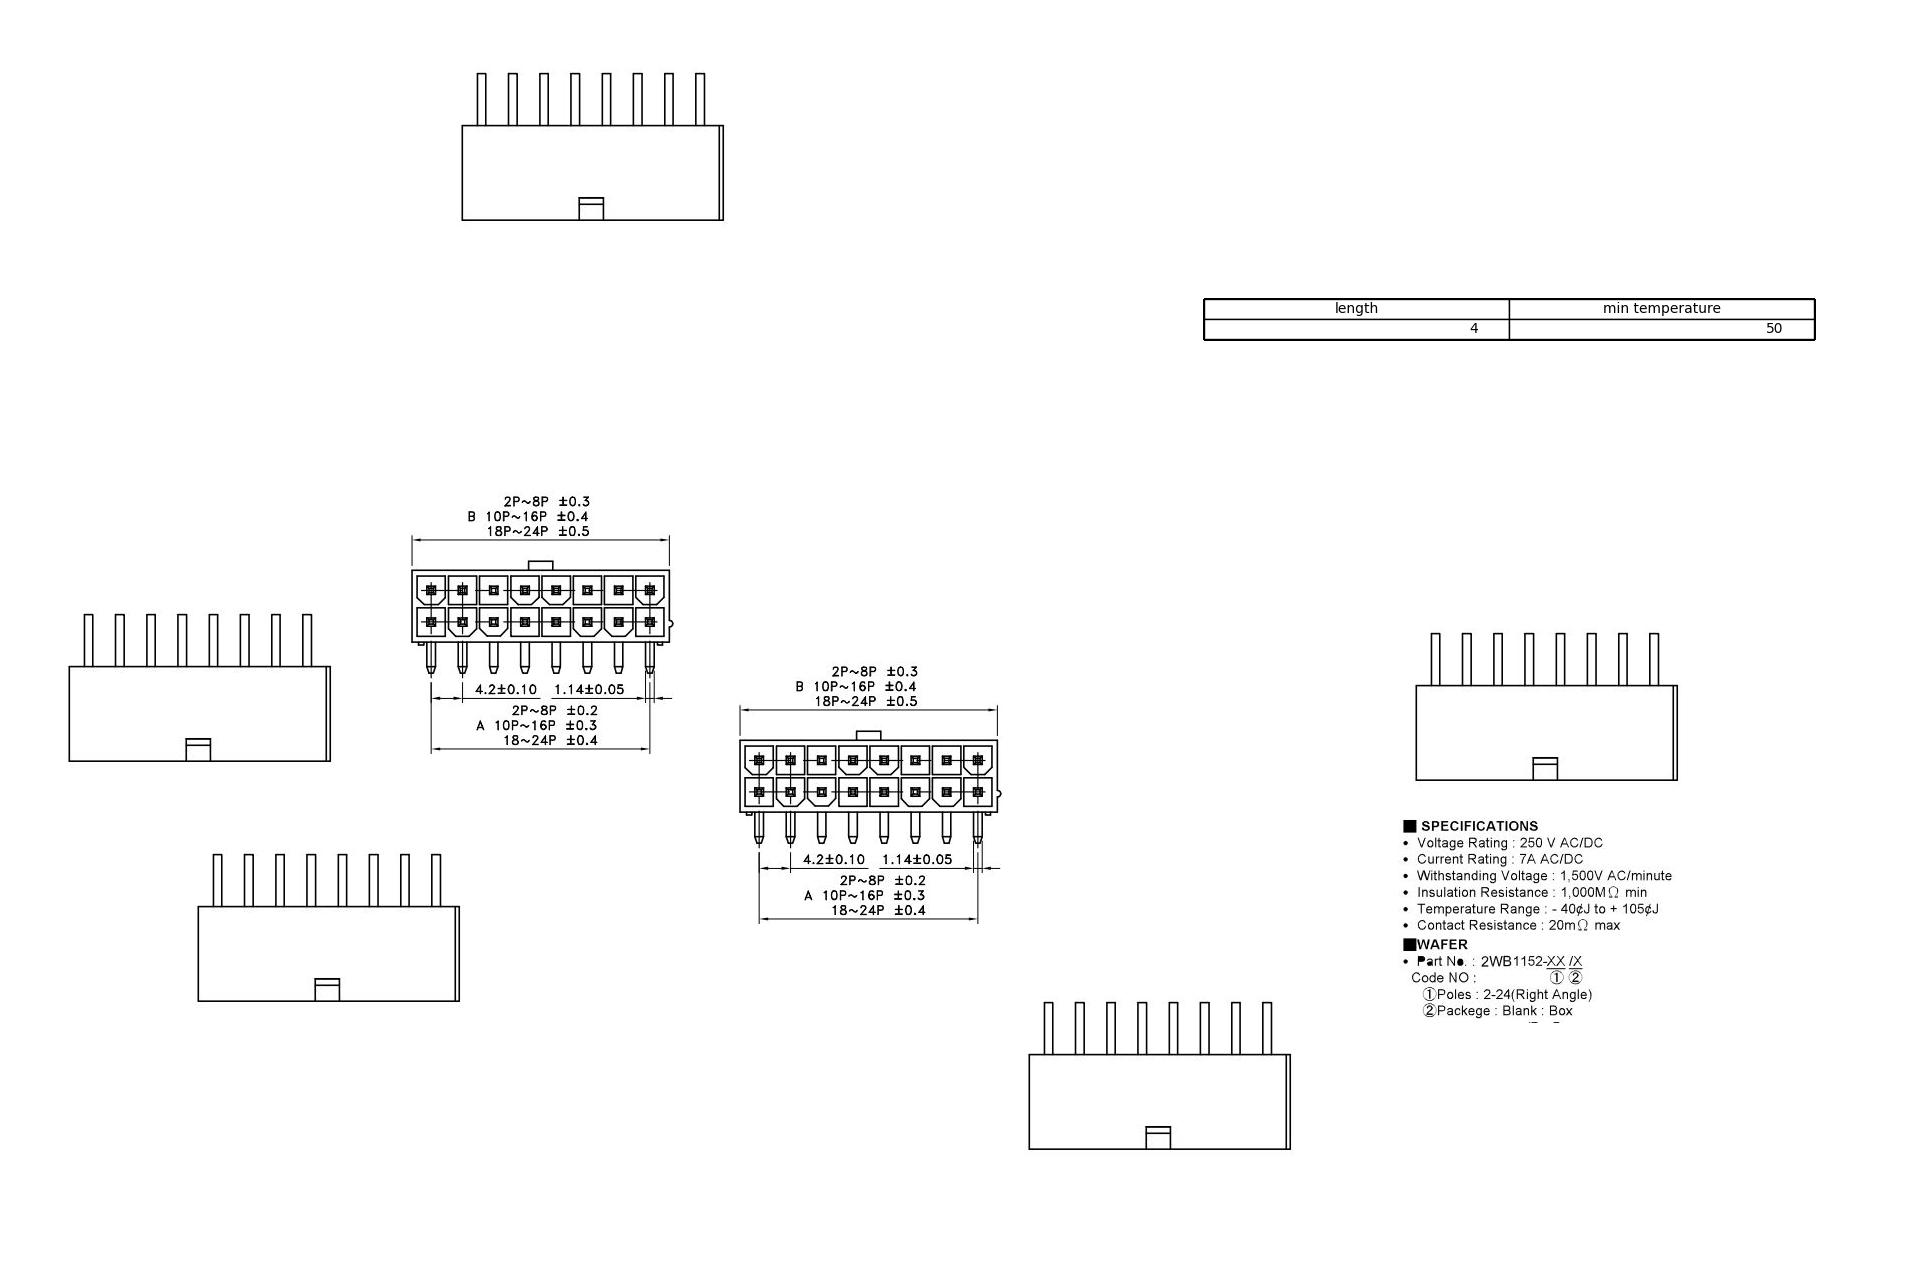 length min temperature
4 50
2P~8P ±0.3
B 10P~16P ±0.4
18P~24P ±0.5
4.2±0.10 1.14±0.05
2P~8P ±0.2
A 10P~16P ±0.3
18~24P ±0.4
2P~8P ±0.3
B 10P~16P ±0.4
18P~24P ±0.5
4.2±0.10 1.14±0.05
2P~8P ±0.2
A 10P~16P ±0.3
18~24P ±0.4
■ SPECIFICATIONS
• Voltage Rating : 250 V AC/DC
• Current Rating : 7A AC/DC
• Withstanding Voltage : 1,500V AC/minute
• Insulation Resistance : 1,000MΩ min
• Temperature Range : - 40¢J to + 105¢J
• Contact Resistance : 20mΩ max
■WAFER
• Part No. : 2WB1152-XX /X
Code NO : ① ②
①Poles : 2-24(Right Angle)
②Packege : Blank : Box